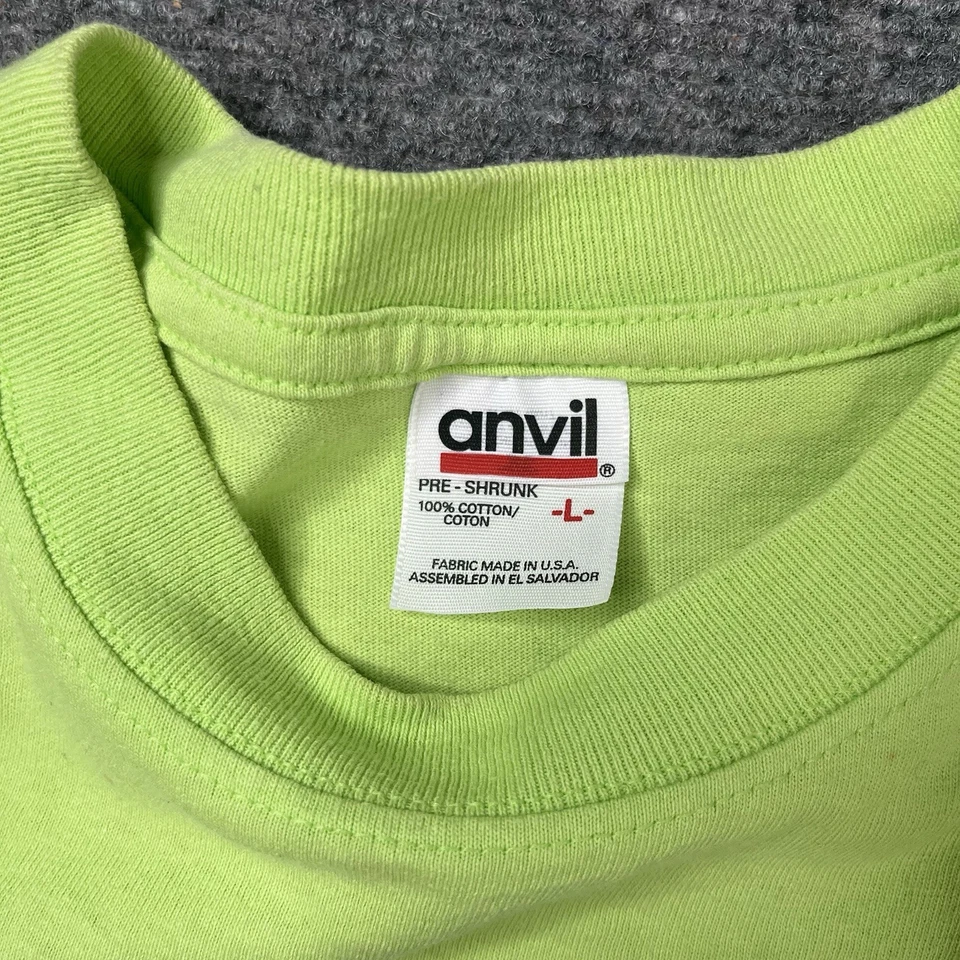 anvil®
PRE-SHRUNK
100% COTTON/ -L-
COTON
FABRIC MADE IN U.S.A.
ASSEMBLED IN EL SALVADOR